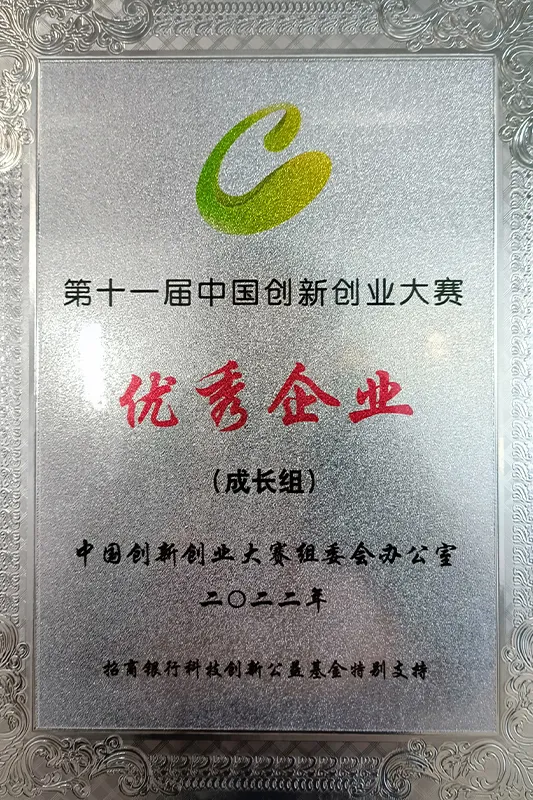 第十一届中国创新创业大赛
优秀企业
（成长组）
中国创新创业大赛组委会办公室
二〇二二年
招商银行科技创新公益基金特别支持